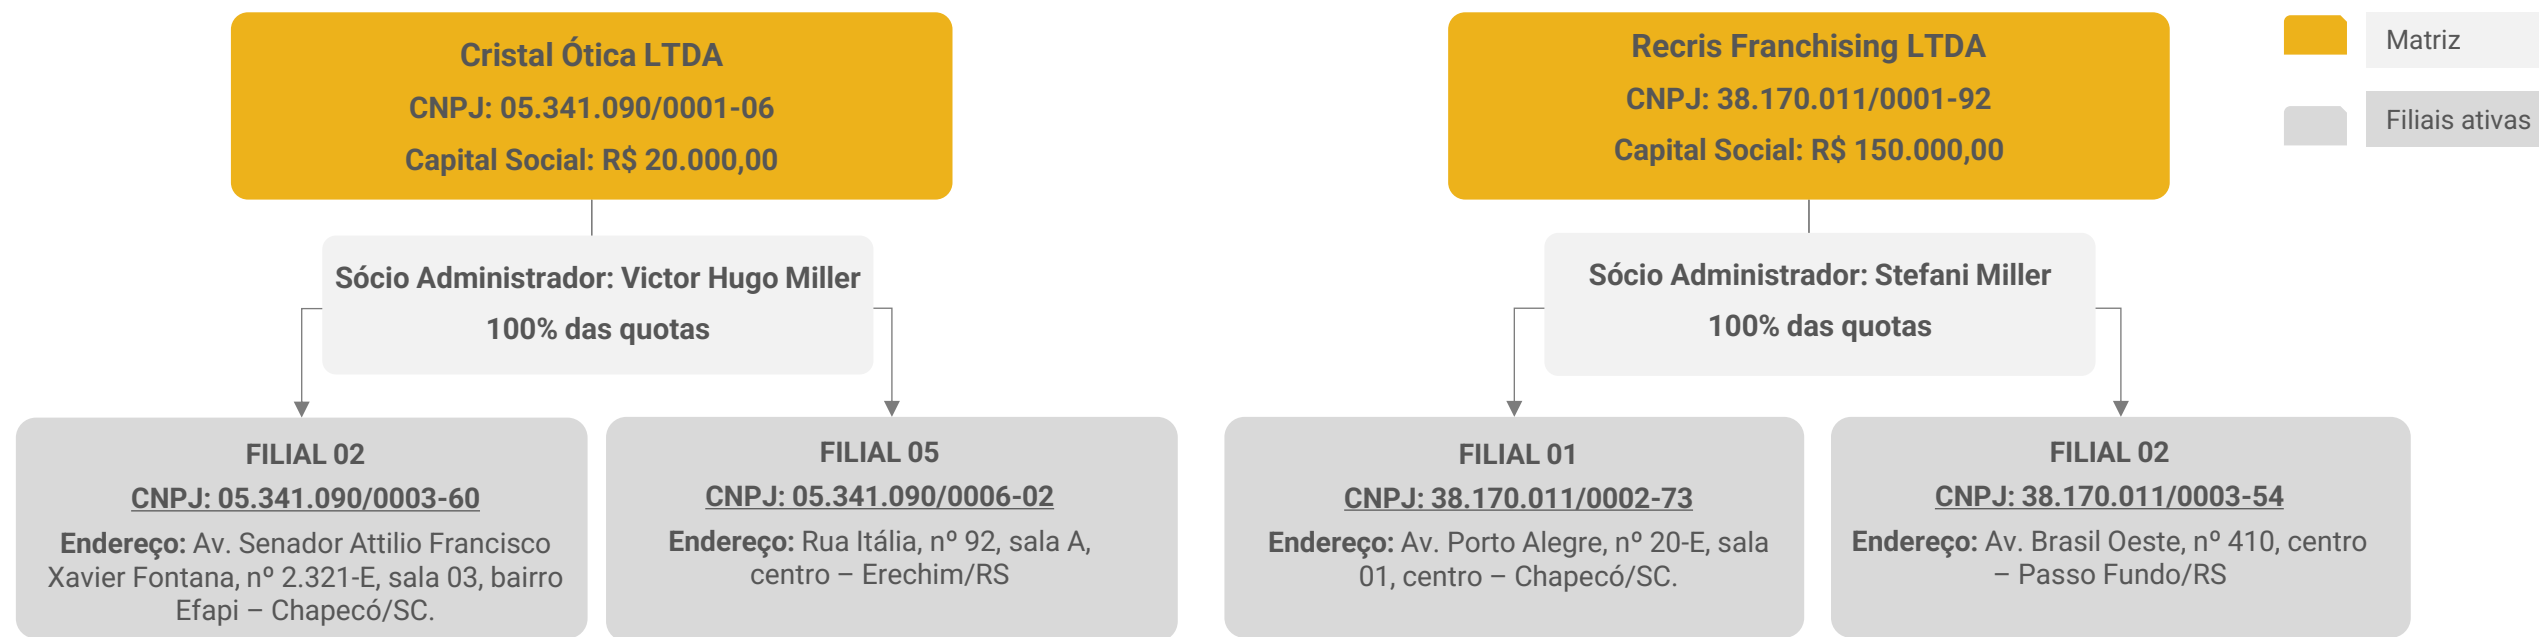 Cristal Ótica LTDA
CNPJ: 05.341.090/0001-06
Capital Social: R$ 20.000,00
Sócio Administrador: Victor Hugo Miller
100% das quotas
FILIAL 02
CNPJ: 05.341.090/0003-60
Endereço: Av. Senador Attilio Francisco
Xavier Fontana, nº 2.321-E, sala 03, bairro
Efapi – Chapecó/SC.
FILIAL 05
CNPJ: 05.341.090/0006-02
Endereço: Rua Itália, nº 92, sala A,
centro – Erechim/RS
Recris Franchising LTDA
CNPJ: 38.170.011/0001-92
Capital Social: R$ 150.000,00
Sócio Administrador: Stefani Miller
100% das quotas
FILIAL 01
CNPJ: 38.170.011/0002-73
Endereço: Av. Porto Alegre, nº 20-E, sala
01, centro – Chapecó/SC.
FILIAL 02
CNPJ: 38.170.011/0003-54
Endereço: Av. Brasil Oeste, nº 410, centro
– Passo Fundo/RS
Matriz
Filiais ativas